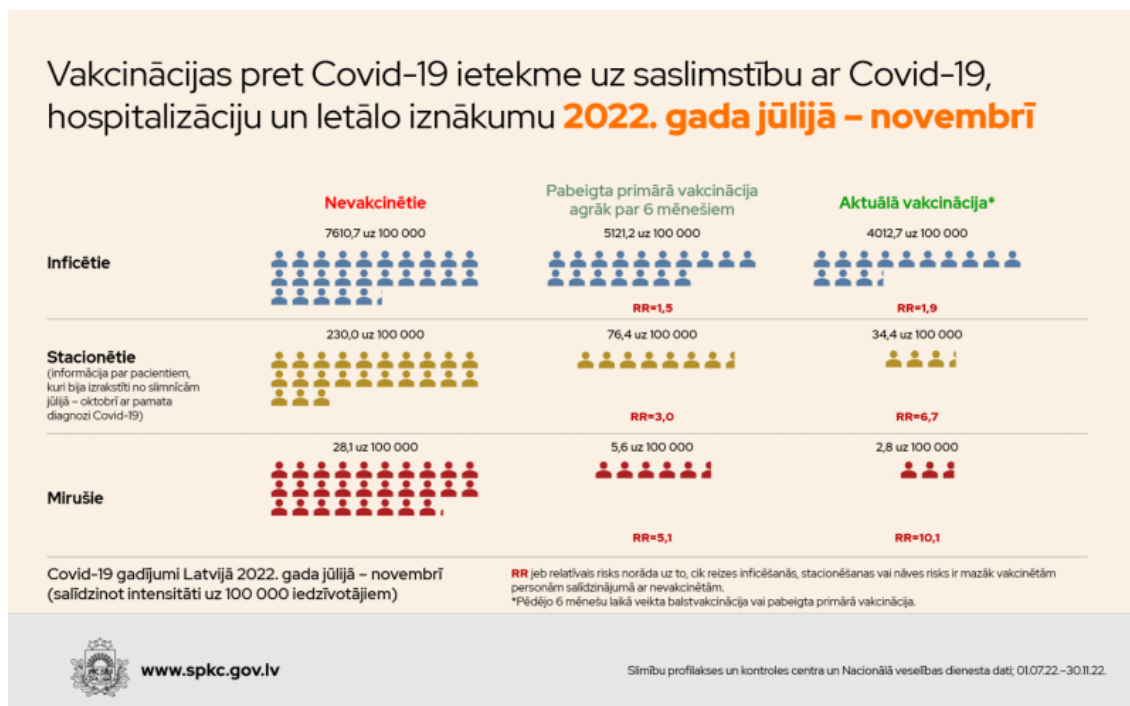 Vakcinācijas pret Covid-19 ietekme uz saslimstību ar Covid-19,
hospitalizāciju un letālo iznākumu 2022. gada jūlijā – novembrī
Nevakcinētie
Pabeigta primārā vakcinācija
agrāk par 6 mēnešiem
Aktuālā vakcinācija*
Inficētie
7610,7 uz 100 000
5121,2 uz 100 000
4012,7 uz 100 000
RR=1,5
RR=1,9
Stacionētie
(informācija par pacientiem,
kuri bija izrakstīti no slimnīcām
jūlijā – oktobrī ar pamata
diagnozi Covid-19)
230,0 uz 100 000
76,4 uz 100 000
34,4 uz 100 000
RR=3,0
RR=6,7
Mirušie
28,1 uz 100 000
5,6 uz 100 000
2,8 uz 100 000
RR=5,1
RR=10,1
Covid-19 gadījumi Latvijā 2022. gada jūlijā – novembrī
(salīdzinot intensitāti uz 100 000 iedzīvotājiem)
RR jeb relatīvais risks norāda uz to, cik reizes inficēšanās, stacionēšanas vai nāves risks ir mazāk vakcinētām
personām salīdzinājumā ar nevakcinētām.
*Pēdējo 6 mēnešu laikā veikta balstvakcinācija vai pabeigta primārā vakcinācija.
www.spkc.gov.lv
Slimību profilakses un kontroles centra un Nacionālā veselības dienesta dati; 01.07.22.–30.11.22.